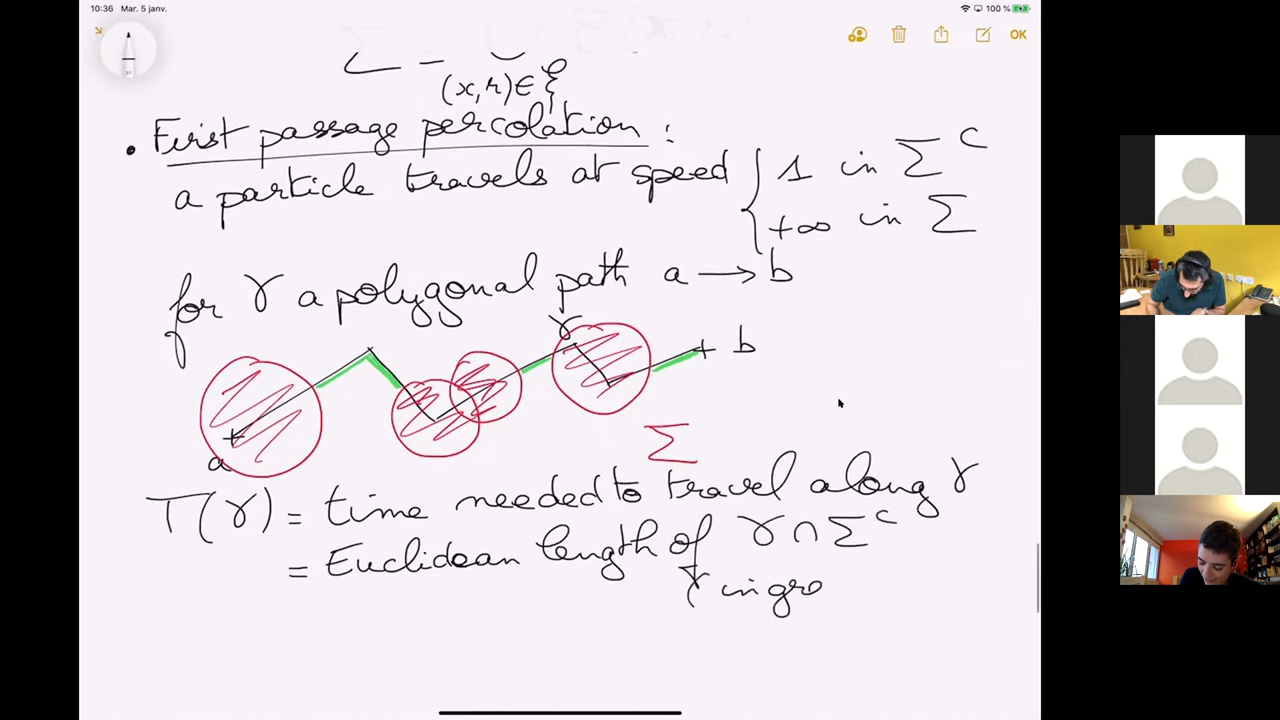 10:36 Mar. 5 janv.
100 %
OK
Σ = ∪
(x,r)∈ξ
• First passage percolation :
a particle travels at speed { 1 in Σ^c
+∞ in Σ
for γ a polygonal path a → b
γ
b
a
Σ
T(γ) = time needed to travel along γ
= Euclidean length of γ ∩ Σ^c
( in gre